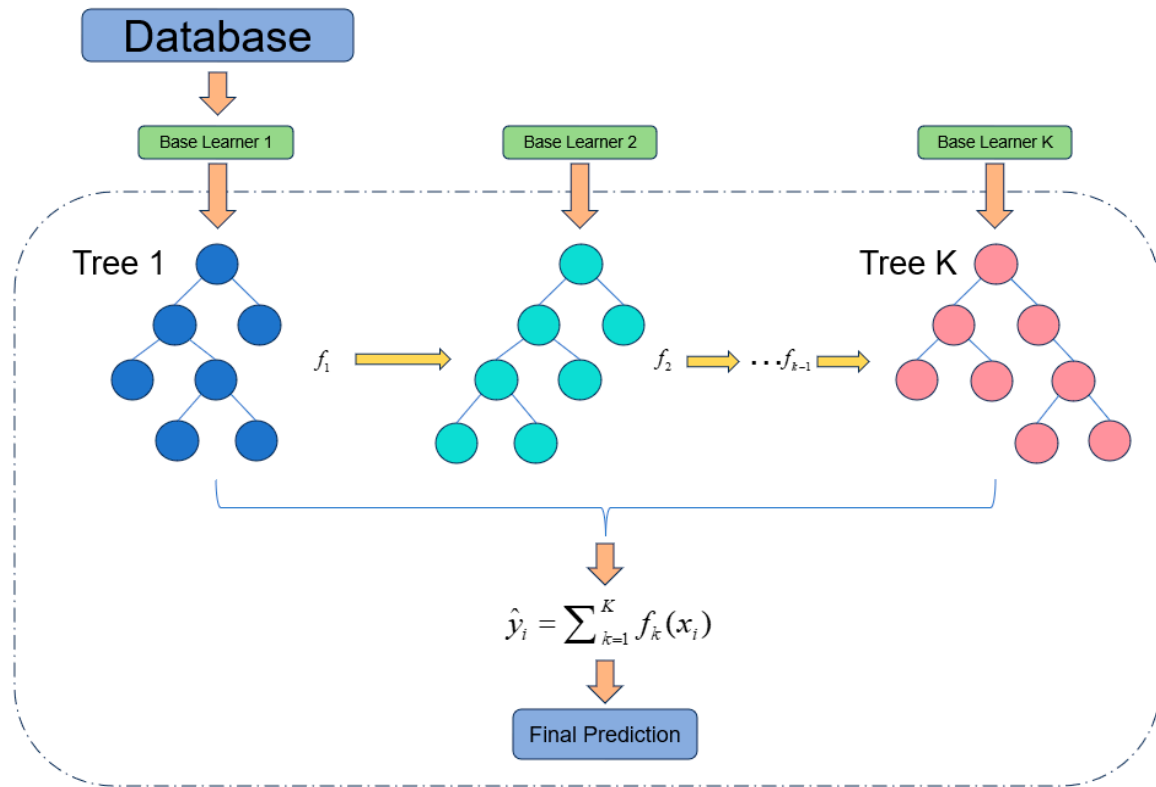 Database
Base Learner 1
Base Learner 2
Base Learner K
Tree 1
Tree K
f₁
f₂
···fₖ₋₁
ŷᵢ = ∑ₖ₌₁ᴷ fₖ(xᵢ)
Final Prediction